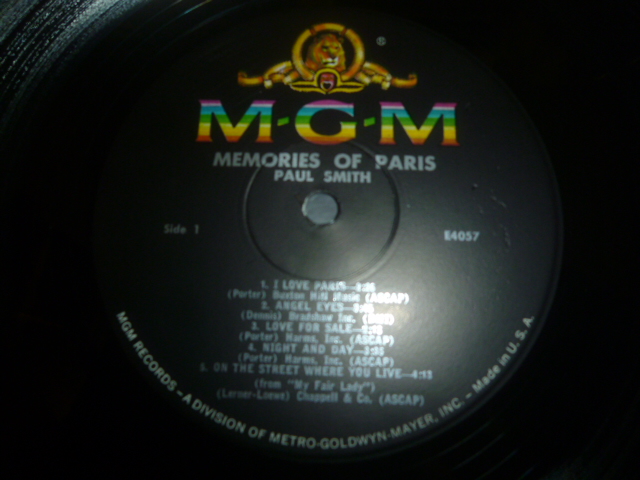 ®
M-G-M
MEMORIES OF PARIS
PAUL SMITH
Side 1
E4057
1. I LOVE PARIS
(Porter) Buxton Hill Music (ASCAP)
2. ANGEL EYES
(Dennis) Bradshaw Inc. (BMI)
3. LOVE FOR SALE
(Porter) Harms, Inc. (ASCAP)
4. NIGHT AND DAY
(Porter) Harms, Inc. (ASCAP)
5. ON THE STREET WHERE YOU LIVE—4:13
(from "My Fair Lady")
(Lerner-Loewe) Chappell & Co. (ASCAP)
MGM RECORDS – A DIVISION OF METRO-GOLDWYN-MAYER, INC. – Made in U.S.A.